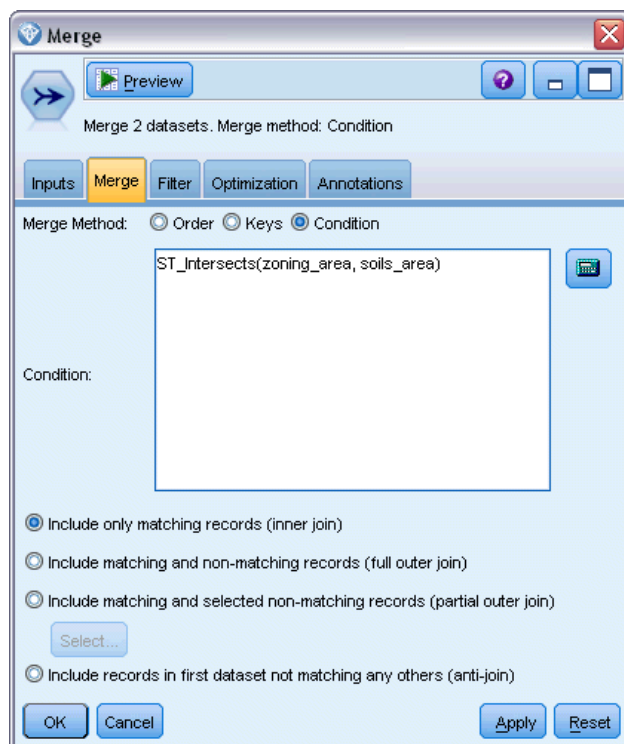 Merge
Preview
?
Merge 2 datasets. Merge method: Condition
Inputs Merge Filter Optimization Annotations
Merge Method: Order Keys Condition
ST_Intersects(zoning_area, soils_area)
Condition:
Include only matching records (inner join)
Include matching and non-matching records (full outer join)
Include matching and selected non-matching records (partial outer join)
Select...
Include records in first dataset not matching any others (anti-join)
OK Cancel Apply Reset